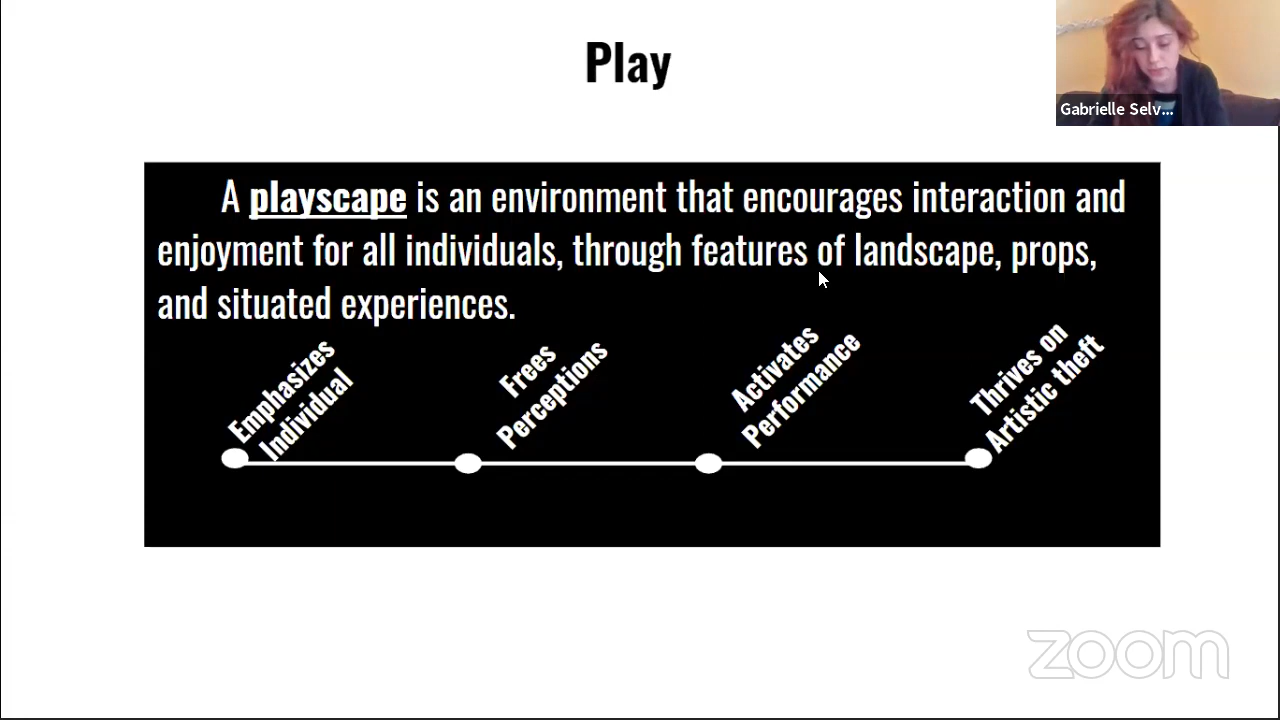 Play
Gabrielle Selv...
A playscape is an environment that encourages interaction and
enjoyment for all individuals, through features of landscape, props,
and situated experiences.
Emphasizes
Individual
Frees
Perceptions
Activates
Performance
Thrives on
Artistic theft
zoom